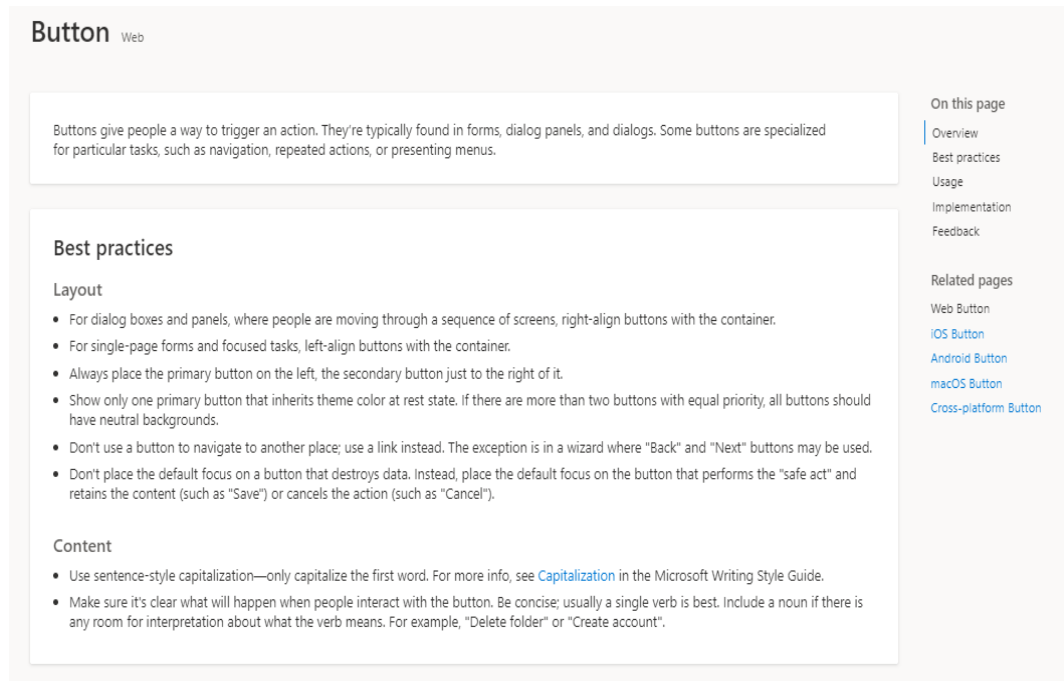 Button Web
Buttons give people a way to trigger an action. They're typically found in forms, dialog panels, and dialogs. Some buttons are specialized
for particular tasks, such as navigation, repeated actions, or presenting menus.
Best practices
Layout
• For dialog boxes and panels, where people are moving through a sequence of screens, right-align buttons with the container.
• For single-page forms and focused tasks, left-align buttons with the container.
• Always place the primary button on the left, the secondary button just to the right of it.
• Show only one primary button that inherits theme color at rest state. If there are more than two buttons with equal priority, all buttons should
have neutral backgrounds.
• Don't use a button to navigate to another place; use a link instead. The exception is in a wizard where "Back" and "Next" buttons may be used.
• Don't place the default focus on a button that destroys data. Instead, place the default focus on the button that performs the "safe act" and
retains the content (such as "Save") or cancels the action (such as "Cancel").
Content
• Use sentence-style capitalization—only capitalize the first word. For more info, see Capitalization in the Microsoft Writing Style Guide.
• Make sure it's clear what will happen when people interact with the button. Be concise; usually a single verb is best. Include a noun if there is
any room for interpretation about what the verb means. For example, "Delete folder" or "Create account".
On this page
Overview
Best practices
Usage
Implementation
Feedback
Related pages
Web Button
iOS Button
Android Button
macOS Button
Cross-platform Button